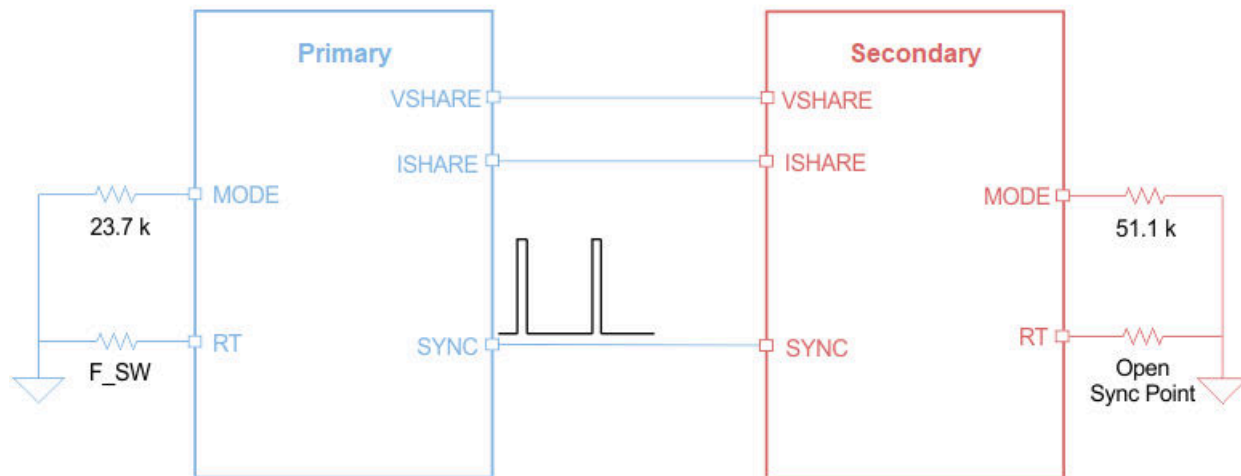 Primary
Secondary
VSHARE
VSHARE
ISHARE
ISHARE
MODE
23.7 k
MODE
51.1 k
RT
F_SW
SYNC
SYNC
RT
Open
Sync Point